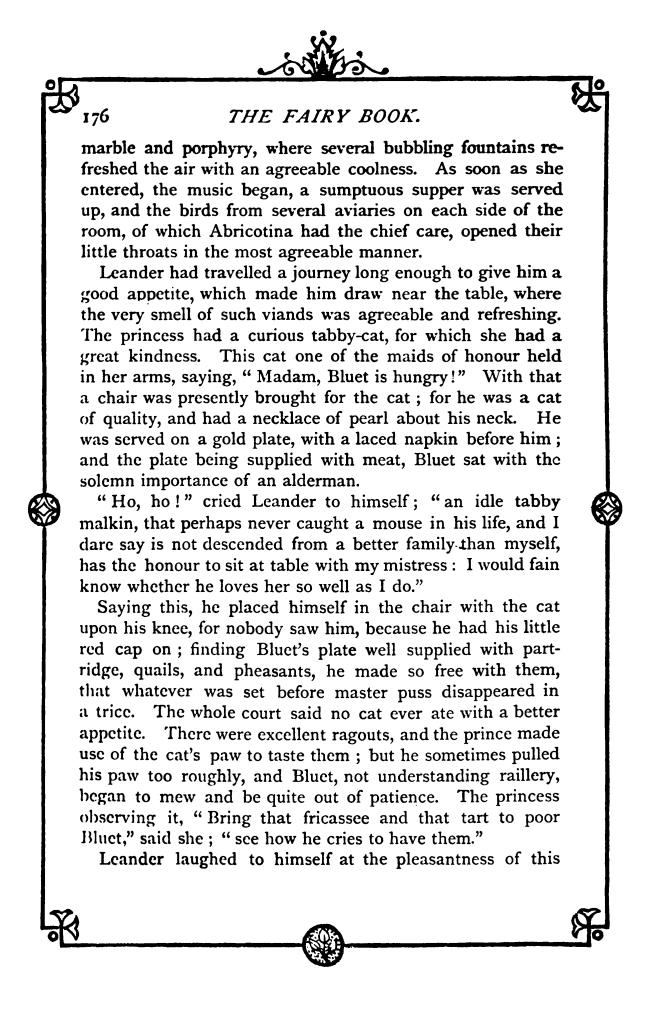 176 THE FAIRY BOOK.
marble and porphyry, where several bubbling fountains re-
freshed the air with an agreeable coolness. As soon as she
entered, the music began, a sumptuous supper was served
up, and the birds from several aviaries on each side of the
room, of which Abricotina had the chief care, opened their
little throats in the most agreeable manner.
Leander had travelled a journey long enough to give him a
good appetite, which made him draw near the table, where
the very smell of such viands was agreeable and refreshing.
The princess had a curious tabby-cat, for which she had a
great kindness. This cat one of the maids of honour held
in her arms, saying, “ Madam, Bluet is hungry!” With that
a chair was presently brought for the cat ; for he was a cat
of quality, and had a necklace of pearl about his neck. He
was served on a gold plate, with a laced napkin before him ;
and the plate being supplied with meat, Bluet sat with the
solemn importance of an alderman.
“ Ho, ho!” cried Leander to himself ; “ an idle tabby
malkin, that perhaps never caught a mouse in his life, and I
dare say is not descended from a better family than myself,
has the honour to sit at table with my mistress : I would fain
know whether he loves her so well as I do.”
Saying this, he placed himself in the chair with the cat
upon his knee, for nobody saw him, because he had his little
red cap on ; finding Bluet’s plate well supplied with part-
ridge, quails, and pheasants, he made so free with them,
that whatever was set before master puss disappeared in
a trice. The whole court said no cat ever ate with a better
appetite. There were excellent ragouts, and the prince made
use of the cat’s paw to taste them ; but he sometimes pulled
his paw too roughly, and Bluet, not understanding raillery,
began to mew and be quite out of patience. The princess
observing it, “ Bring that fricassee and that tart to poor
Bluet,” said she ; “ see how he cries to have them.”
Leander laughed to himself at the pleasantness of this